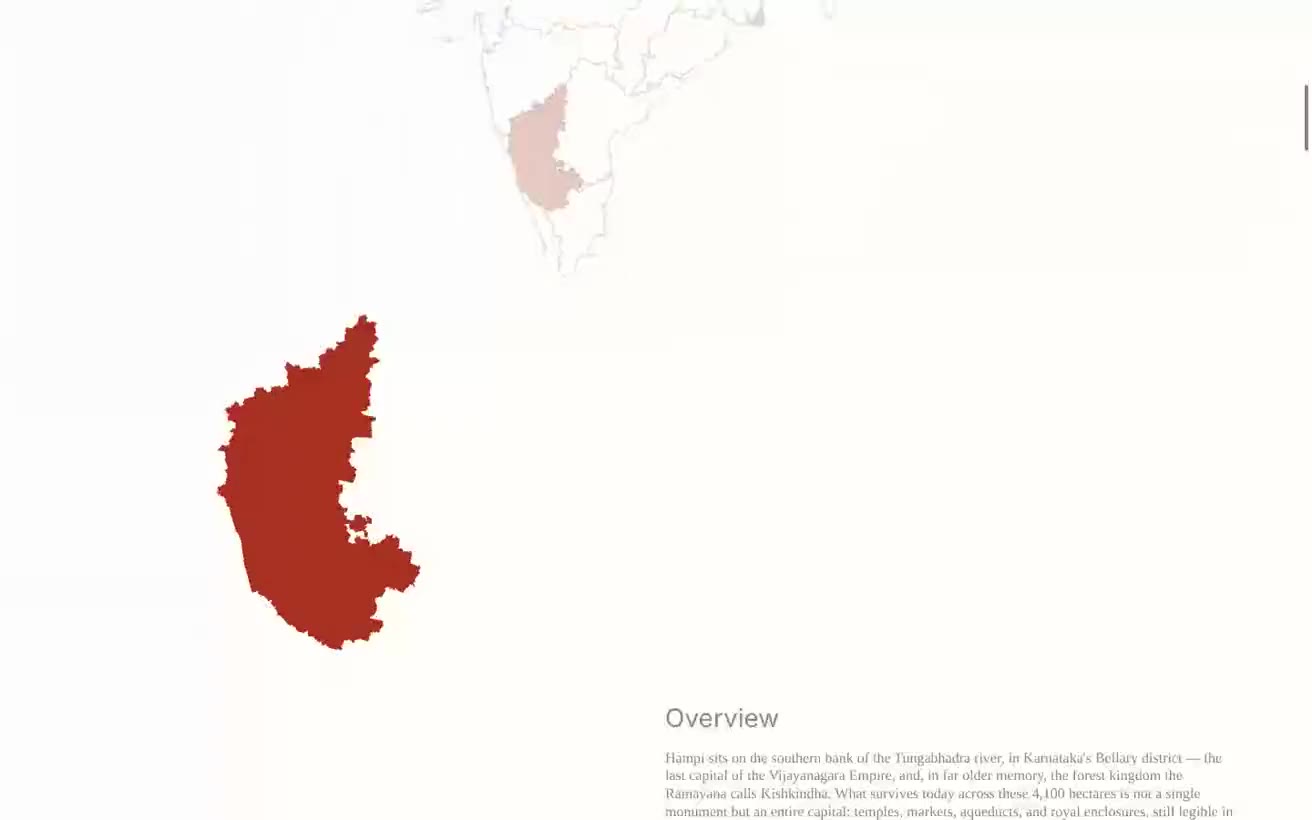 Overview
Hampi sits on the southern bank of the Tungabhadra river, in Karnataka's Bellary district — the
last capital of the Vijayanagara Empire, and, in far older memory, the forest kingdom the
Ramayana calls Kishkindha. What survives today across these 4,100 hectares is not a single
monument but an entire capital: temples, markets, aqueducts, and royal enclosures, still legible in